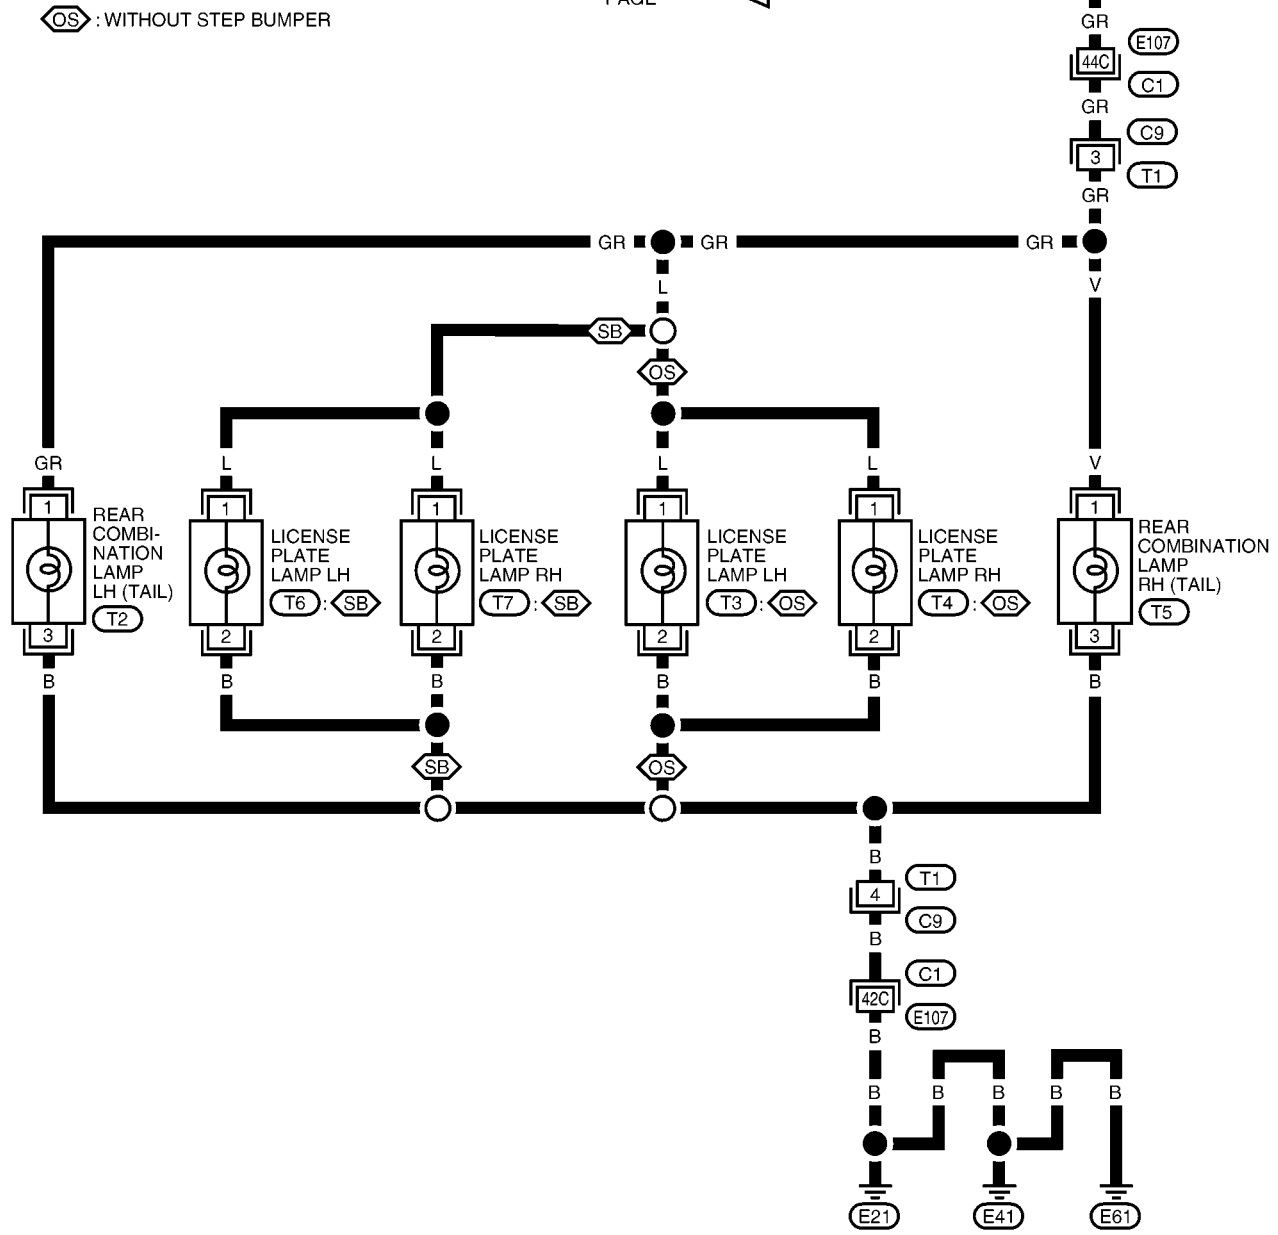 PAGE
OS : WITHOUT STEP BUMPER
GR
E107
44C
C1
GR
C9
3
T1
GR
GR GR GR
L V
SB
OS
GR L L L L V
1 1 1 1 1 1
REAR
COMBI-
NATION
LAMP
LH (TAIL)
T2
LICENSE
PLATE
LAMP LH
T6 : SB
LICENSE
PLATE
LAMP RH
T7 : SB
LICENSE
PLATE
LAMP LH
T3 : OS
LICENSE
PLATE
LAMP RH
T4 : OS
REAR
COMBINATION
LAMP
RH (TAIL)
T5
3 2 2 2 2 3
B B B B B B
SB OS
B
T1
4
C9
B
C1
42C
E107
B
B B B B B
E21 E41 E61